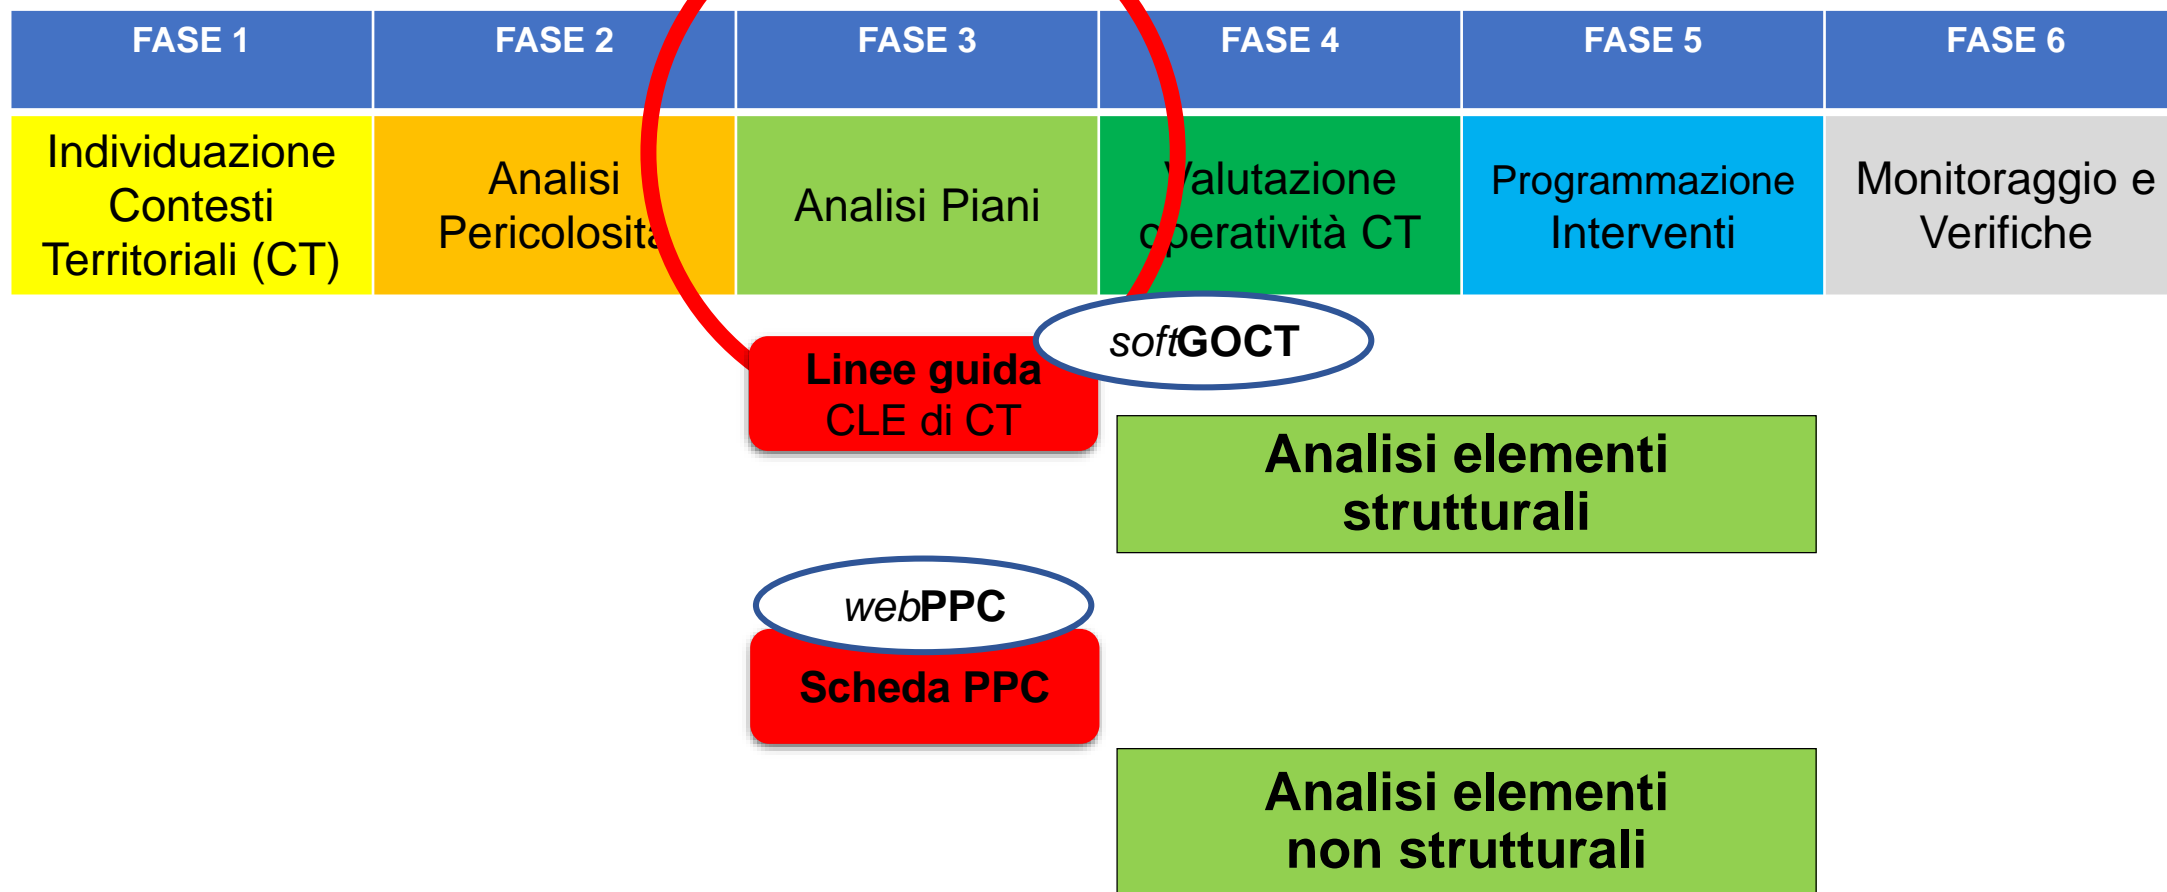 FASE 1
FASE 2
FASE 3
FASE 4
FASE 5
FASE 6
Individuazione
Contesti
Territoriali (CT)
Analisi
Pericolosità
Analisi Piani
Valutazione
operatività CT
Programmazione
Interventi
Monitoraggio e
Verifiche
softGOCT
Linee guida
CLE di CT
Analisi elementi
strutturali
webPPC
Scheda PPC
Analisi elementi
non strutturali